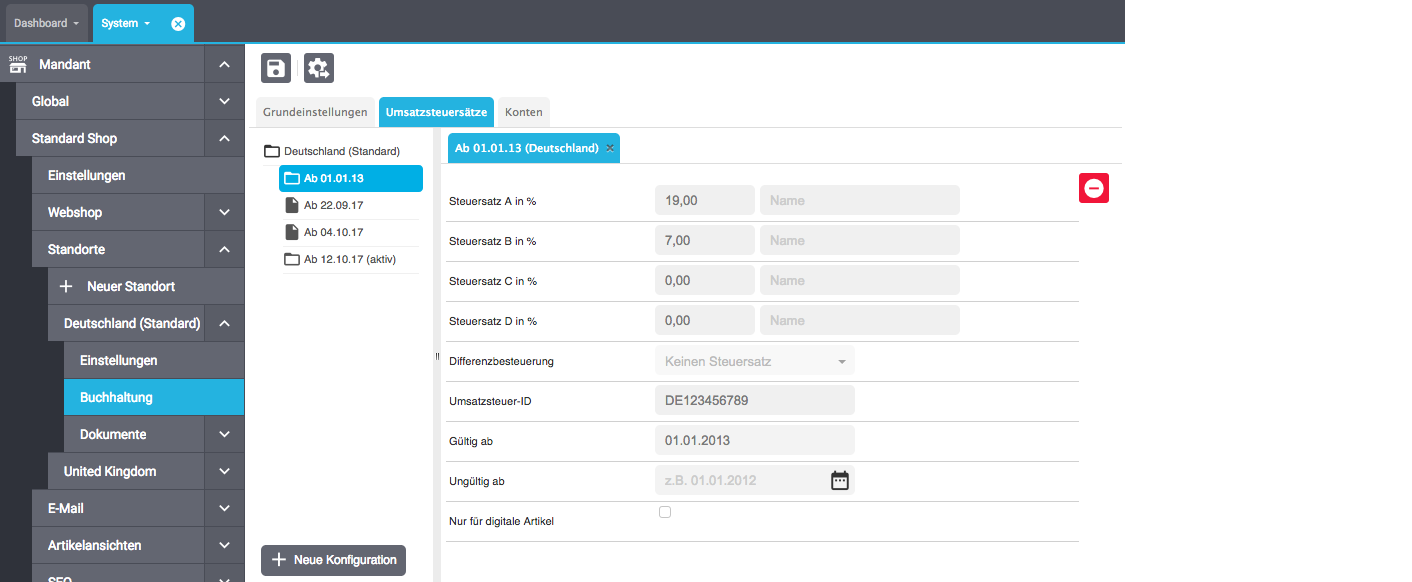 Dashboard
System
SHOP
Mandant
Global
Standard Shop
Einstellungen
Webshop
Standorte
Neuer Standort
Deutschland (Standard)
Einstellungen
Buchhaltung
Dokumente
United Kingdom
E-Mail
Artikelansichten
SEO
Grundeinstellungen
Umsatzsteuersätze
Konten
Deutschland (Standard)
Ab 01.01.13
Ab 22.09.17
Ab 04.10.17
Ab 12.10.17 (aktiv)
Neue Konfiguration
Ab 01.01.13 (Deutschland)
Steuersatz A in % 19,00 Name
Steuersatz B in % 7,00 Name
Steuersatz C in % 0,00 Name
Steuersatz D in % 0,00 Name
Differenzbesteuerung Keinen Steuersatz
Umsatzsteuer-ID DE123456789
Gültig ab 01.01.2013
Ungültig ab z.B. 01.01.2012
Nur für digitale Artikel